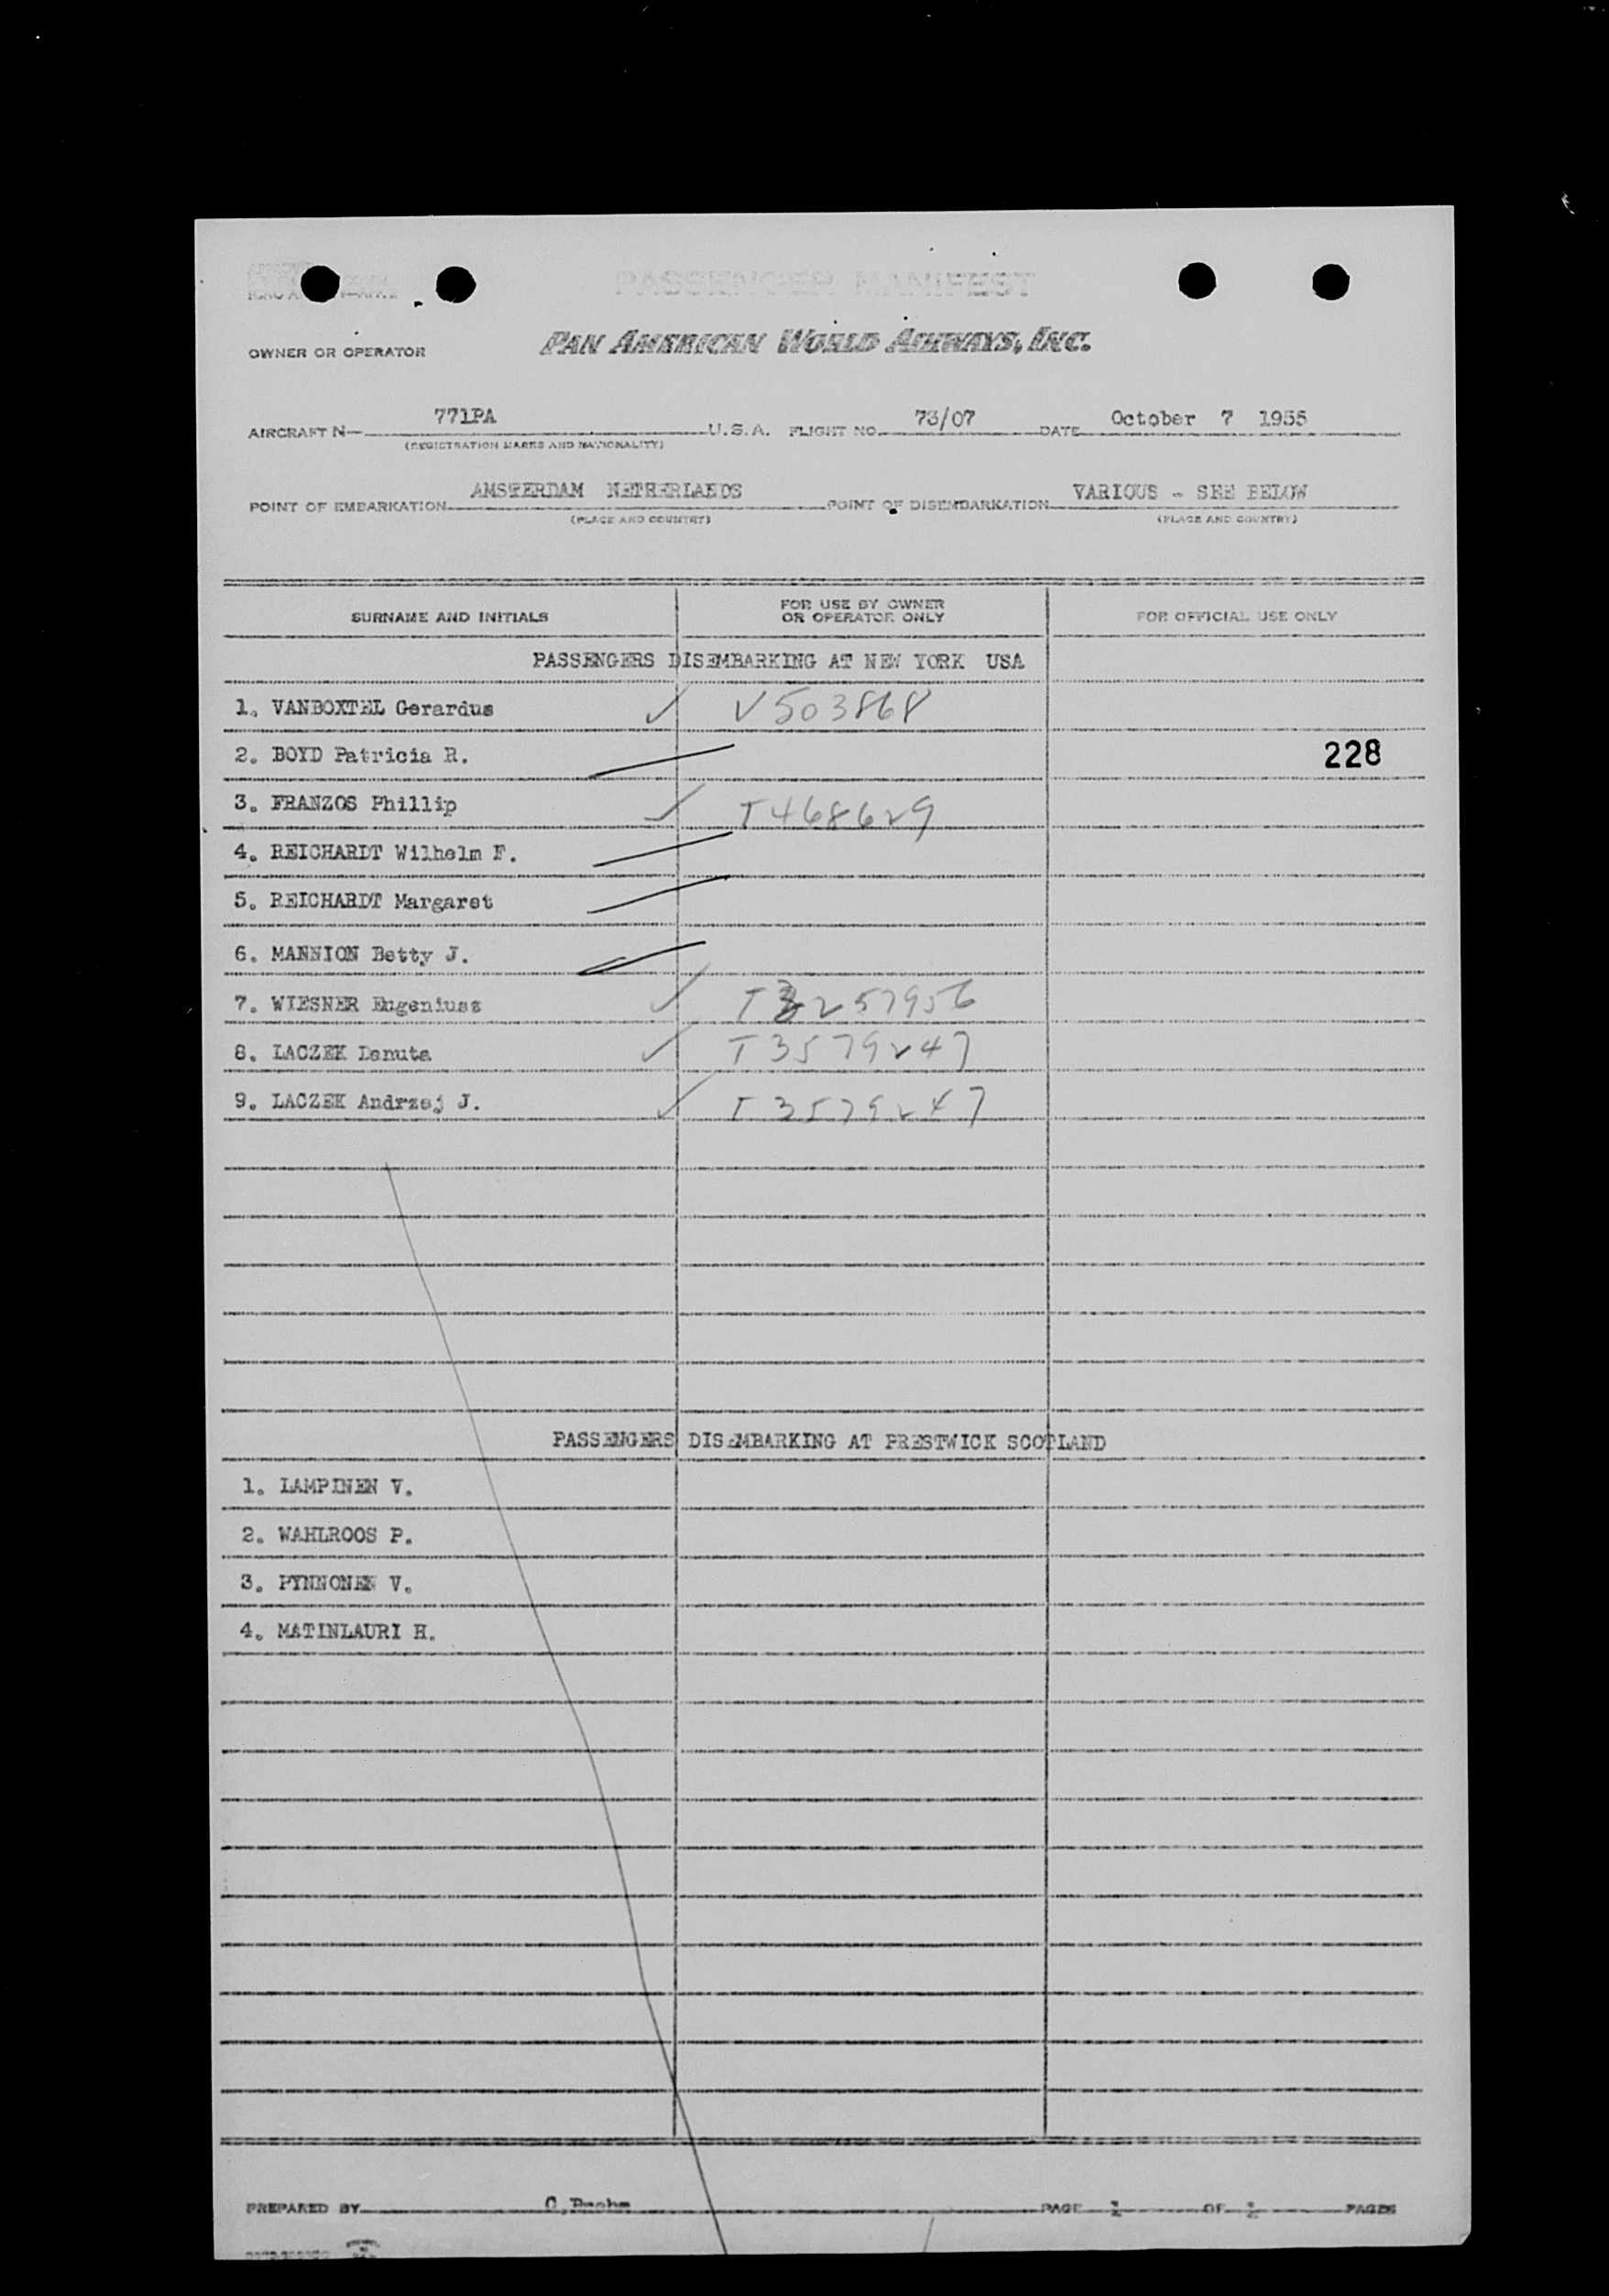 PASSENGER MANIFEST
OWNER OR OPERATOR PAN AMERICAN WORLD AIRWAYS, INC.
AIRCRAFT N— 771PA U.S.A. FLIGHT NO. 73/07 DATE October 7 1955
(REGISTRATION MARKS AND NATIONALITY)
POINT OF EMBARKATION AMSTERDAM NETHERLANDS POINT OF DISEMBARKATION VARIOUS - SEE BELOW
(PLACE AND COUNTRY) (PLACE AND COUNTRY)
SURNAME AND INITIALS FOR USE BY OWNER OR OPERATOR ONLY FOR OFFICIAL USE ONLY
PASSENGERS DISEMBARKING AT NEW YORK USA
1. VANBOXTEL Gerardus V503868
2. BOYD Patricia R. 228
3. FRANZOS Phillip T468629
4. REICHARDT Wilhelm F.
5. REICHARDT Margaret
6. MANNION Betty J.
7. WIESNER Eugeniusz T3257956
8. LACZEK Danuta T3579247
9. LACZEK Andrzej J. T3579247
PASSENGERS DISEMBARKING AT PRESTWICK SCOTLAND
1. LAMPINEN V.
2. WAHLROOS P.
3. PYNNONEN V.
4. MATINLAURI H.
PREPARED BY PAGE OF PAGES